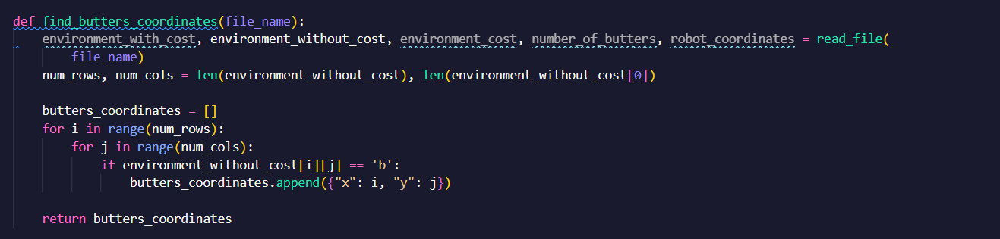 def find_butters_coordinates(file_name):
    environment_with_cost, environment_without_cost, environment_cost, number_of_butters, robot_coordinates = read_file(
        file_name)
    num_rows, num_cols = len(environment_without_cost), len(environment_without_cost[0])

    butters_coordinates = []
    for i in range(num_rows):
        for j in range(num_cols):
            if environment_without_cost[i][j] == 'b':
                butters_coordinates.append({"x": i, "y": j})

    return butters_coordinates